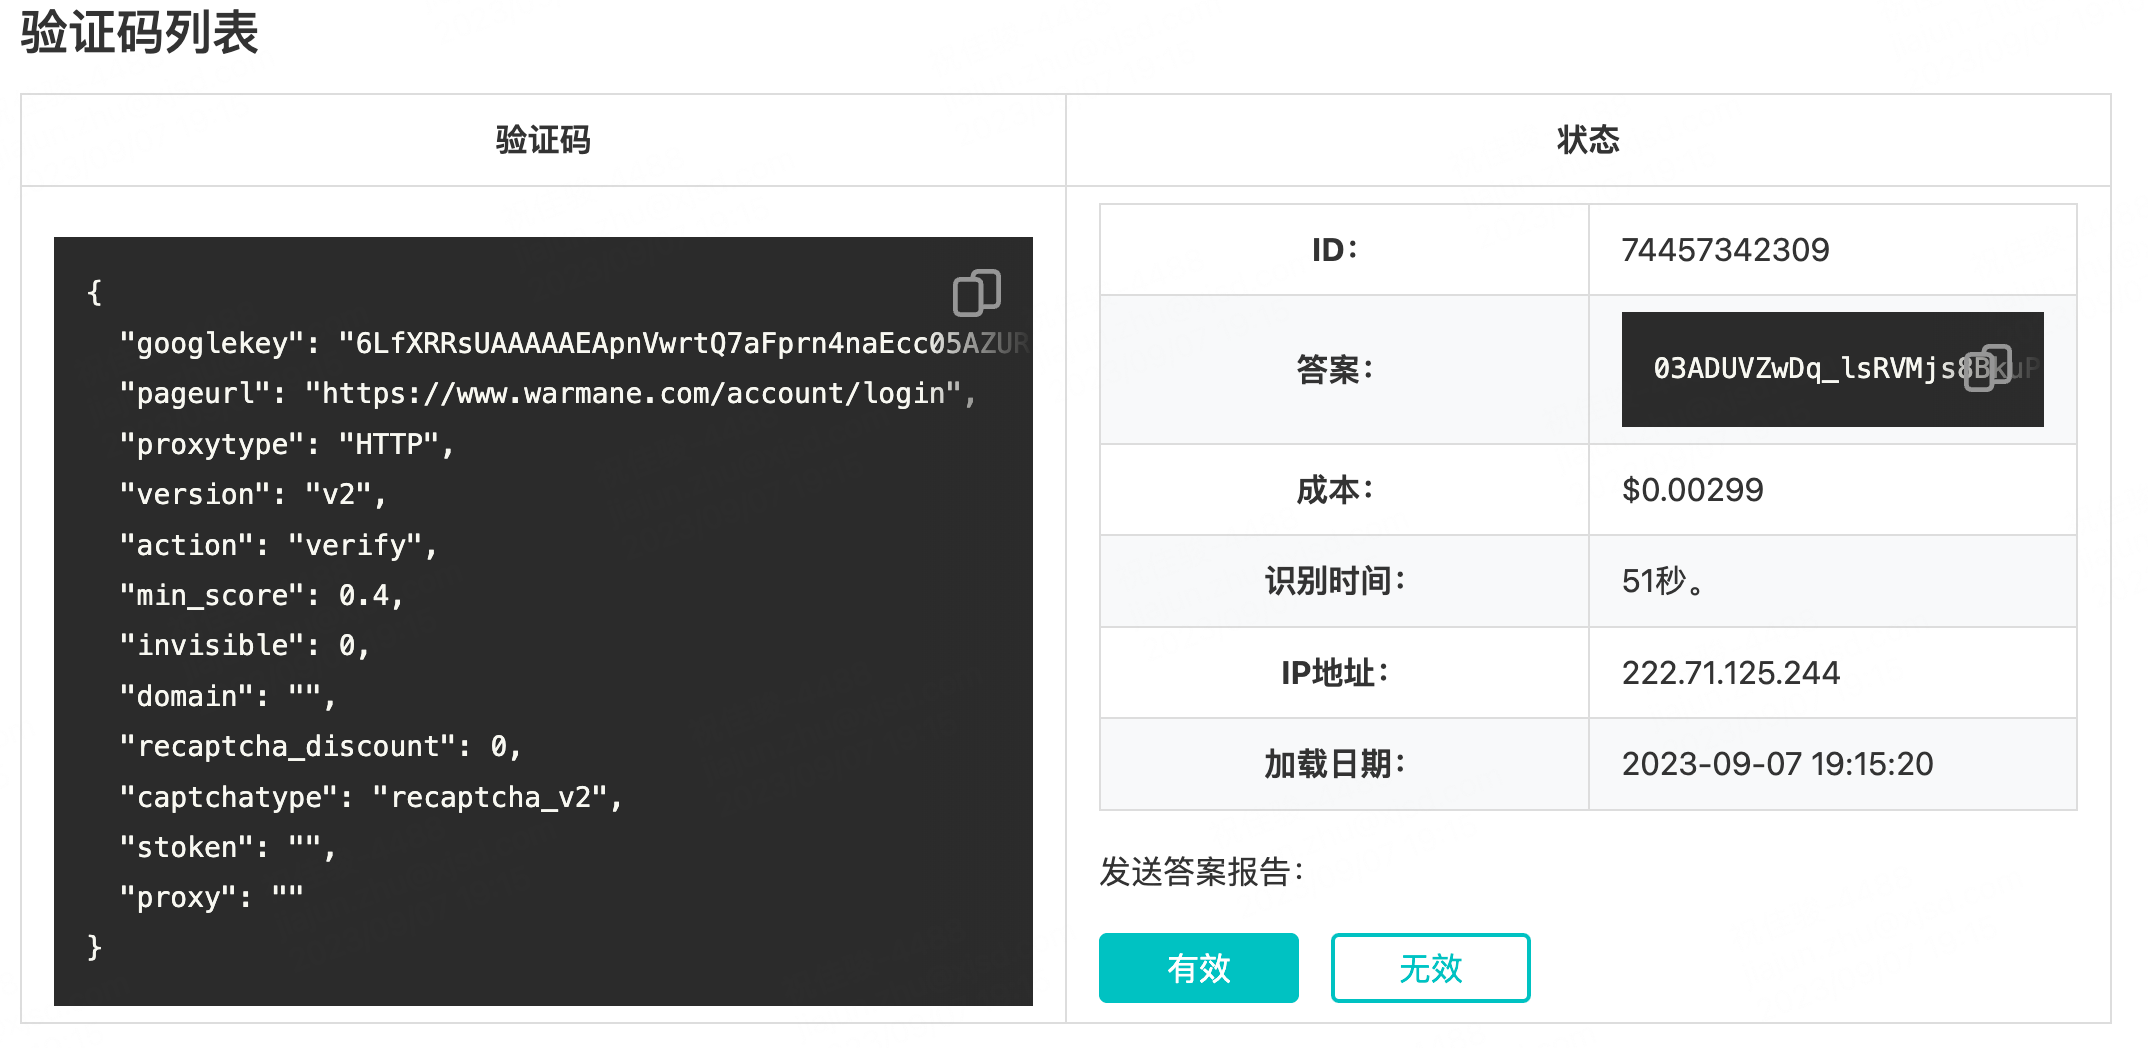 验证码列表
验证码
状态
{
"googlekey": "6LfXRRsUAAAAAEApnVwrtQ7aFprn4naEcc05AZUR
"pageurl": "https://www.warmane.com/account/login",
"proxytype": "HTTP",
"version": "v2",
"action": "verify",
"min_score": 0.4,
"invisible": 0,
"domain": "",
"recaptcha_discount": 0,
"captchatype": "recaptcha_v2",
"stoken": "",
"proxy": ""
}
ID: 74457342309
答案: 03ADUVZwDq_lsRVMjs8BkuP
成本: $0.00299
识别时间: 51秒。
IP地址: 222.71.125.244
加载日期: 2023-09-07 19:15:20
发送答案报告:
有效 无效